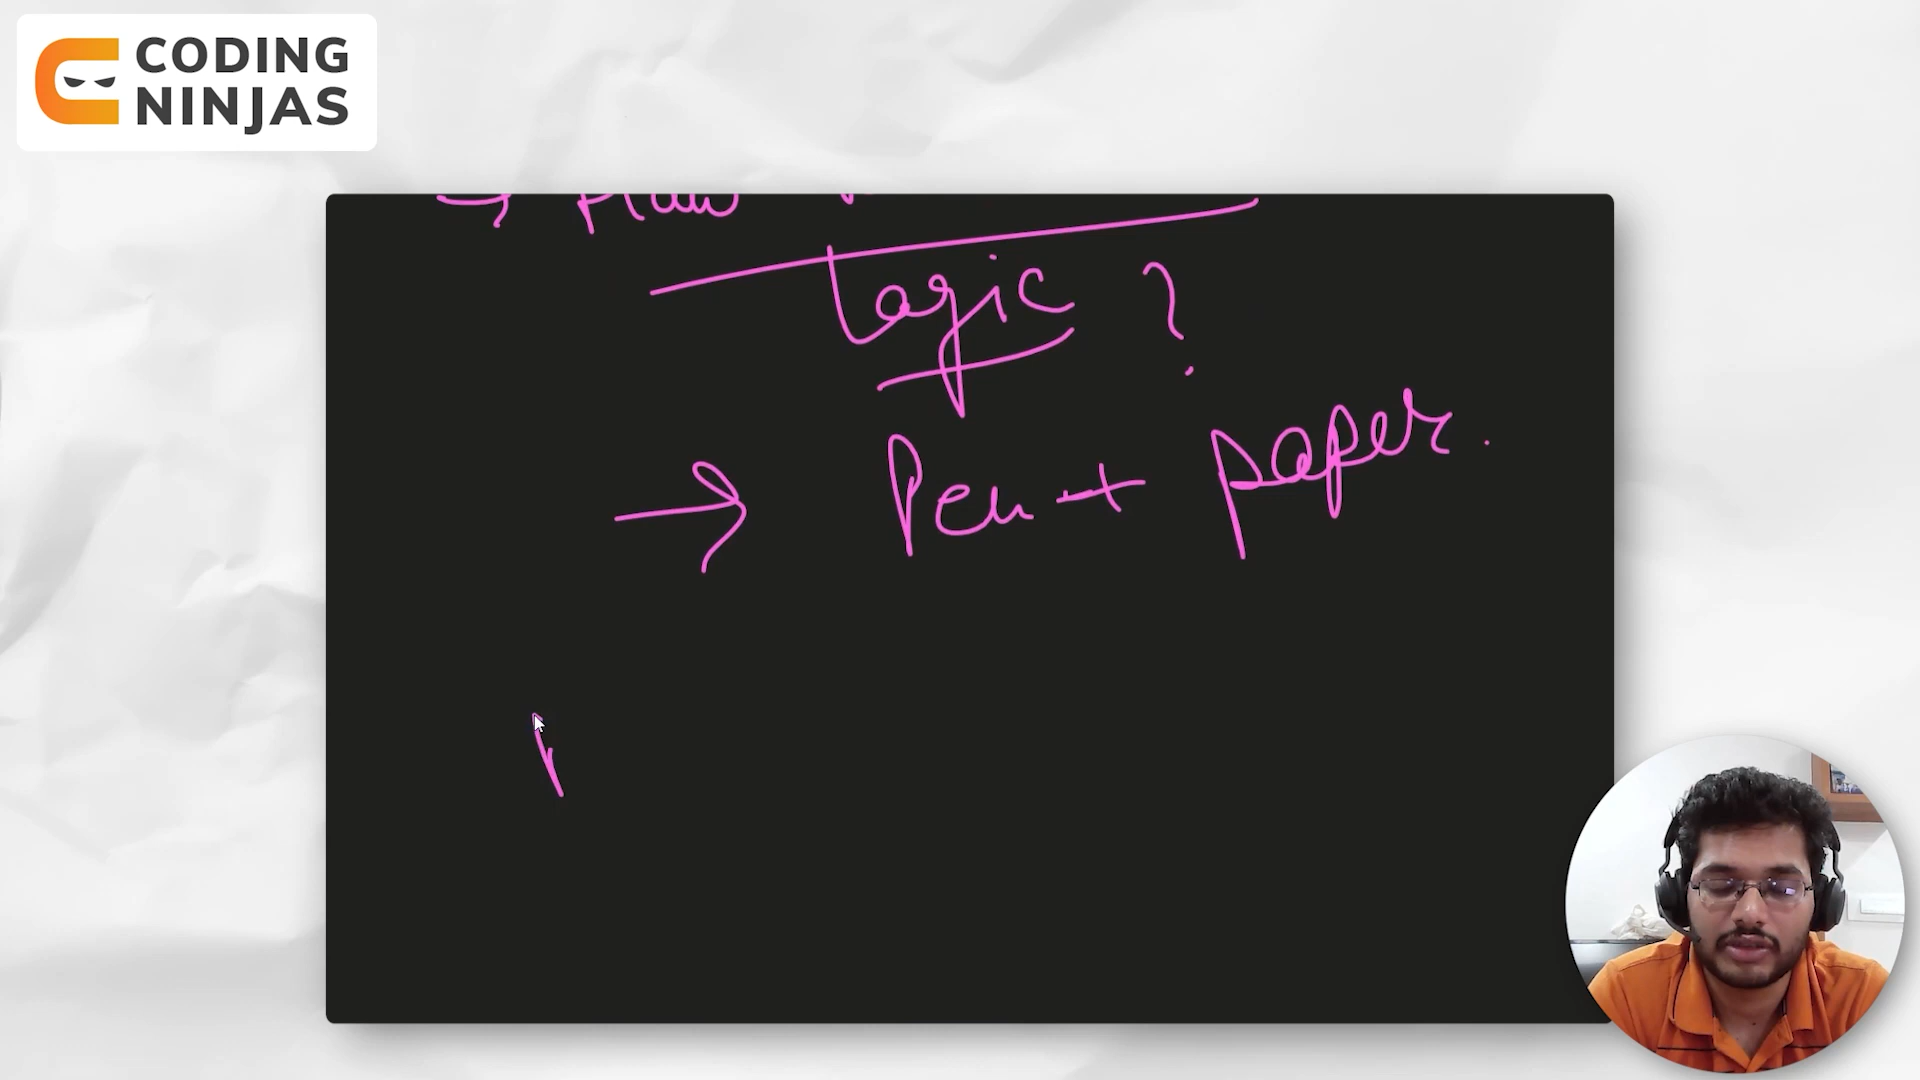 CODING
NINJAS
→
Logic ?
→ Pen + paper.